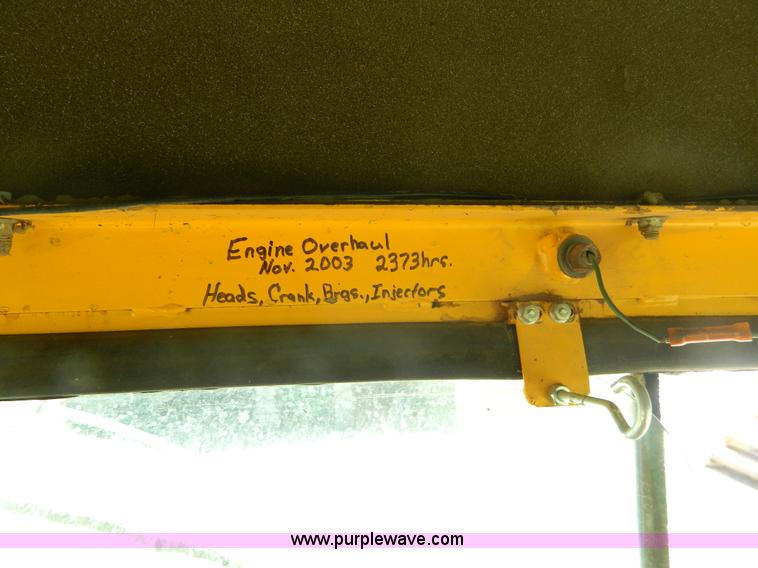 Engine Overhaul
Nov. 2003 2373hrs.
Heads, Crank, Brgs., Injectors
www.purplewave.com